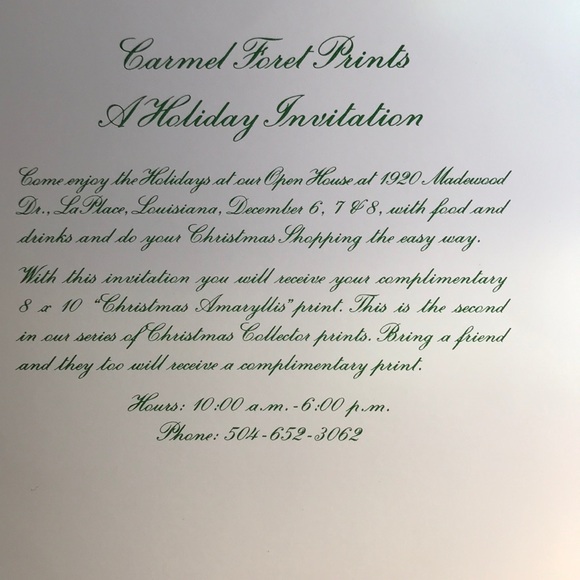 Carmel Foret Prints
A Holiday Invitation
Come enjoy the Holidays at our Open House at 1920 Madewood
Dr., LaPlace, Louisiana, December 6, 7 & 8, with food and
drinks and do your Christmas Shopping the easy way.
With this invitation you will receive your complimentary
8 x 10 "Christmas Amaryllis" print. This is the second
in our series of Christmas Collector prints. Bring a friend
and they too will receive a complimentary print.
Hours: 10:00 a.m.-6:00 p.m.
Phone: 504-652-3062